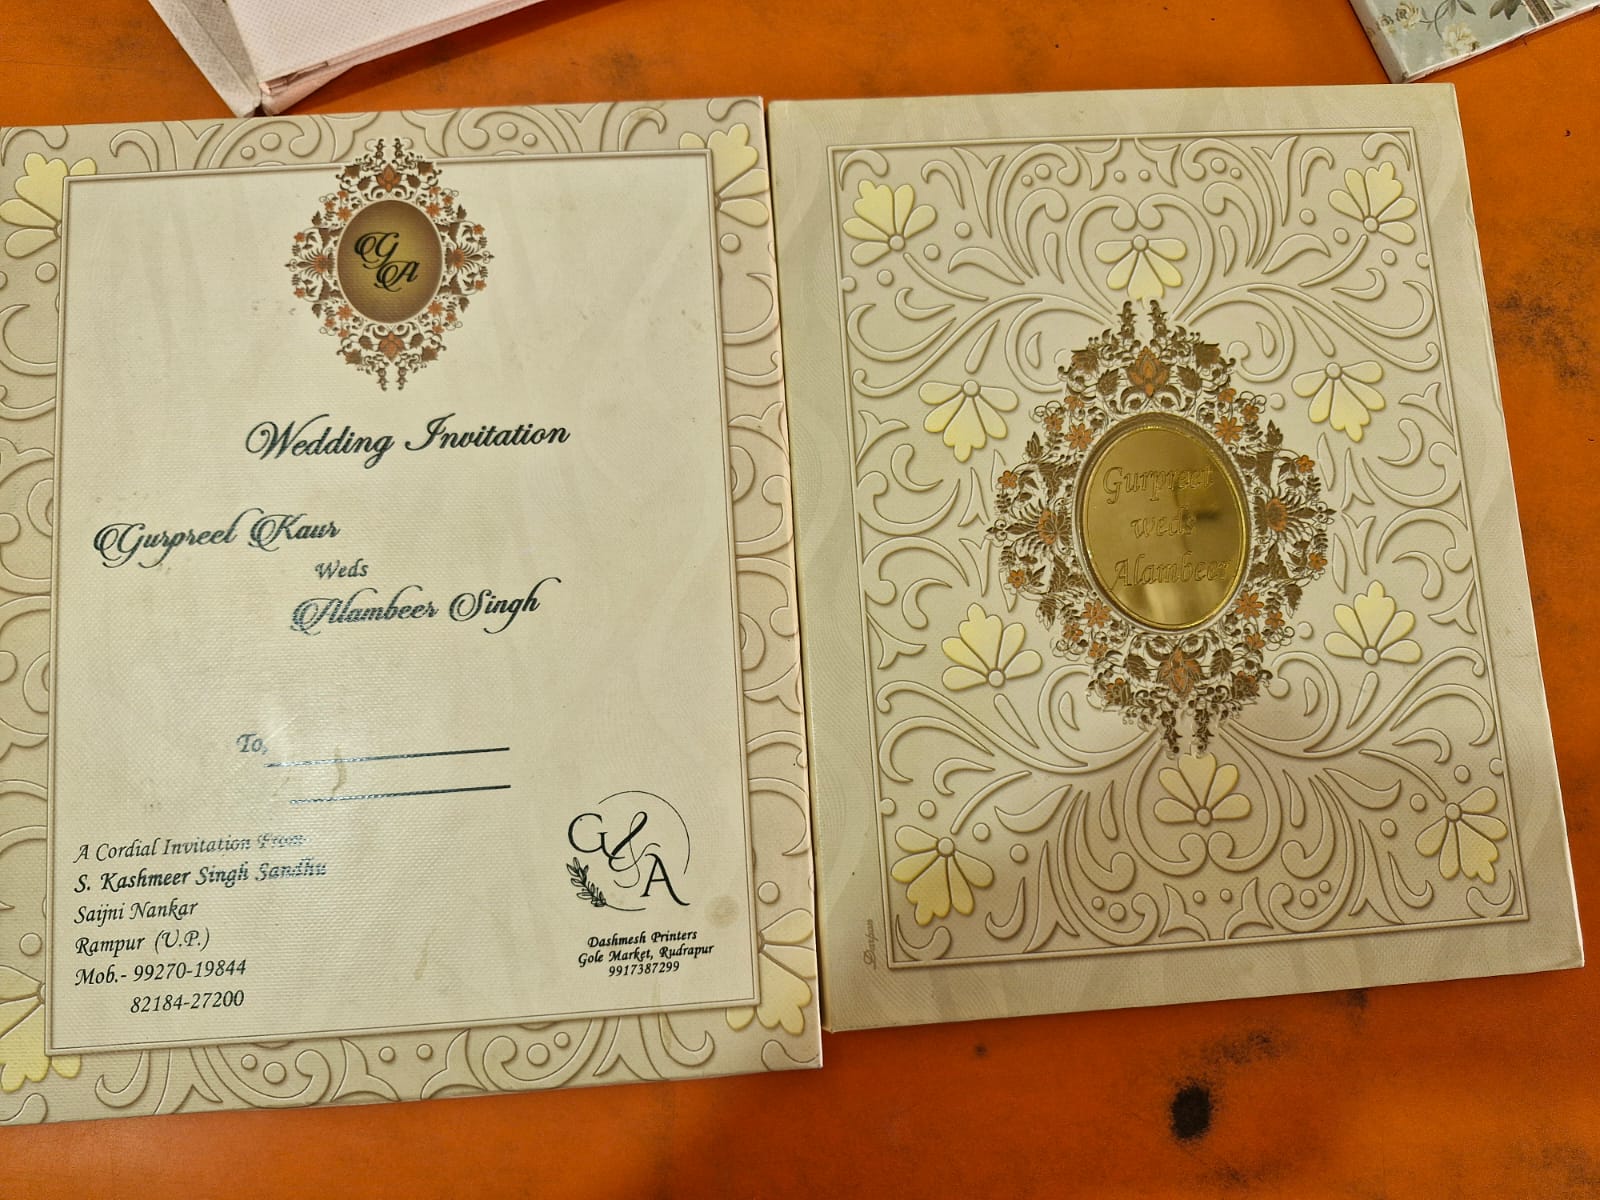 G
A
Wedding Invitation
Gurpreet Kaur
Weds
Alambeer Singh
To,
A Cordial Invitation From
S. Kashmeer Singh Sandhu
Saijni Nankar
Rampur (U.P.)
Mob.- 99270-19844
82184-27200
G&A
Dashmesh Printers
Gole Market, Rudrapur
9917387299
Gurpreet
weds
Alambeer
Darpan